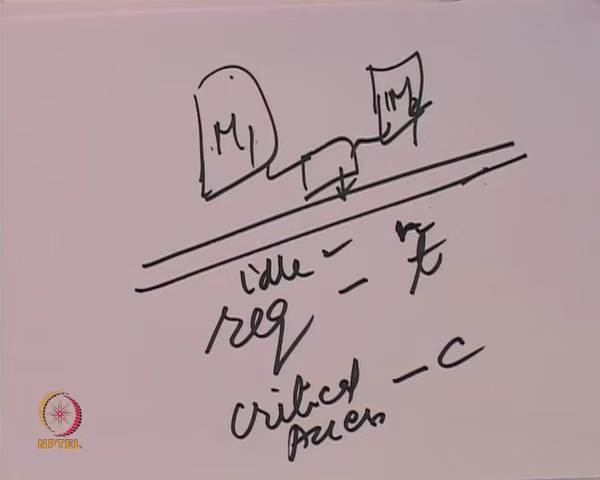 M1
M2
idle -
req - t
critical - c
Access
NPTEL